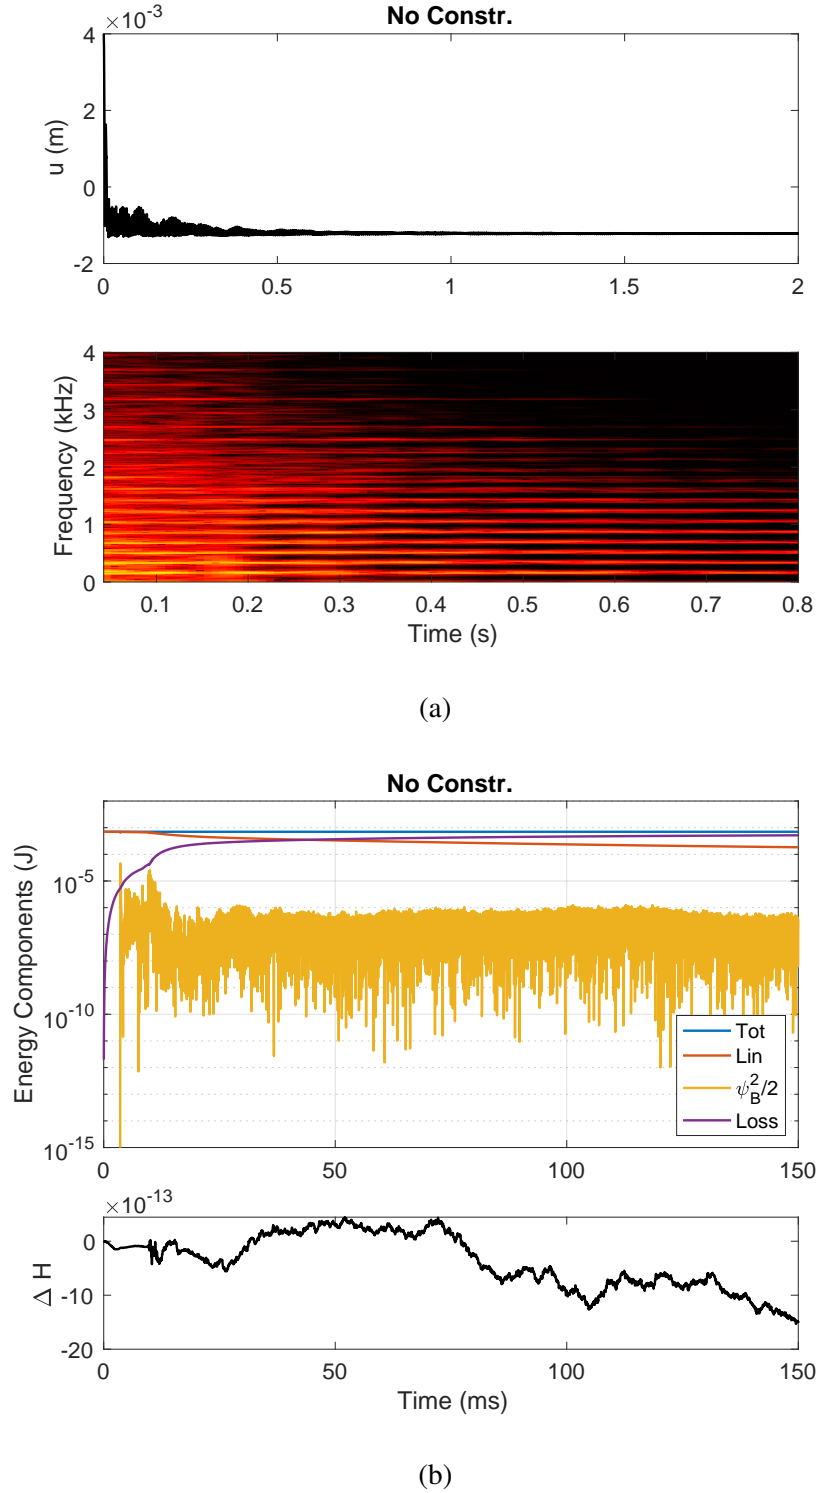 No Constr.
×10⁻³
4
2
0
-2
u (m)
0 0.5 1 1.5 2
4
3
2
1
0
Frequency (kHz)
0.1 0.2 0.3 0.4 0.5 0.6 0.7 0.8
Time (s)
(a)
No Constr.
Energy Components (J)
10⁻⁵
10⁻¹⁰
10⁻¹⁵
Tot
Lin
ψ_B²/2
Loss
0 50 100 150
×10⁻¹³
0
-10
-20
Δ H
0 50 100 150
Time (ms)
(b)